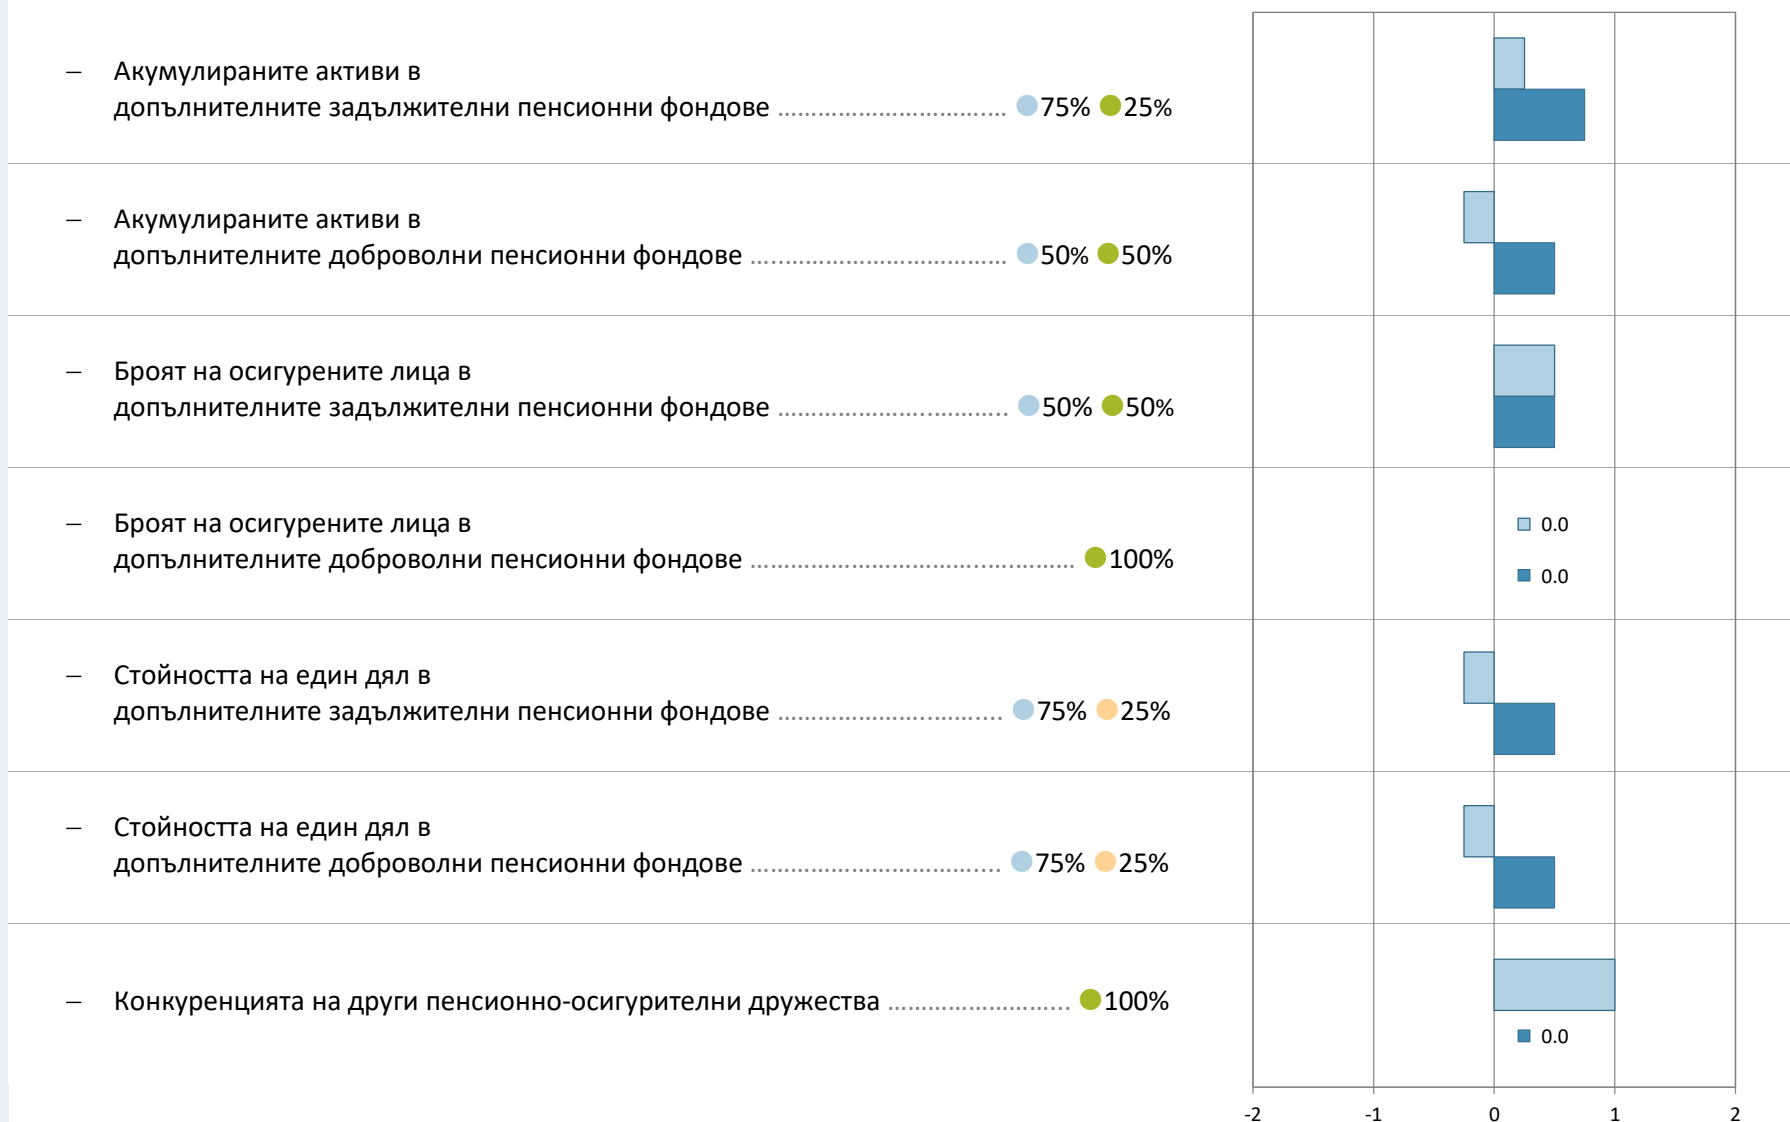 – Акумулираните активи в
допълнителните задължителни пенсионни фондове .................................. 75% 25%
– Акумулираните активи в
допълнителните доброволни пенсионни фондове ...................................... 50% 50%
– Броят на осигурените лица в
допълнителните задължителни пенсионни фондове .................................. 50% 50%
– Броят на осигурените лица в
допълнителните доброволни пенсионни фондове ................................................ 100%
0.0
0.0
– Стойността на един дял в
допълнителните задължителни пенсионни фондове ................................. 75% 25%
– Стойността на един дял в
допълнителните доброволни пенсионни фондове ..................................... 75% 25%
– Конкуренцията на други пенсионно-осигурителни дружества ........................... 100%
0.0
-2 -1 0 1 2